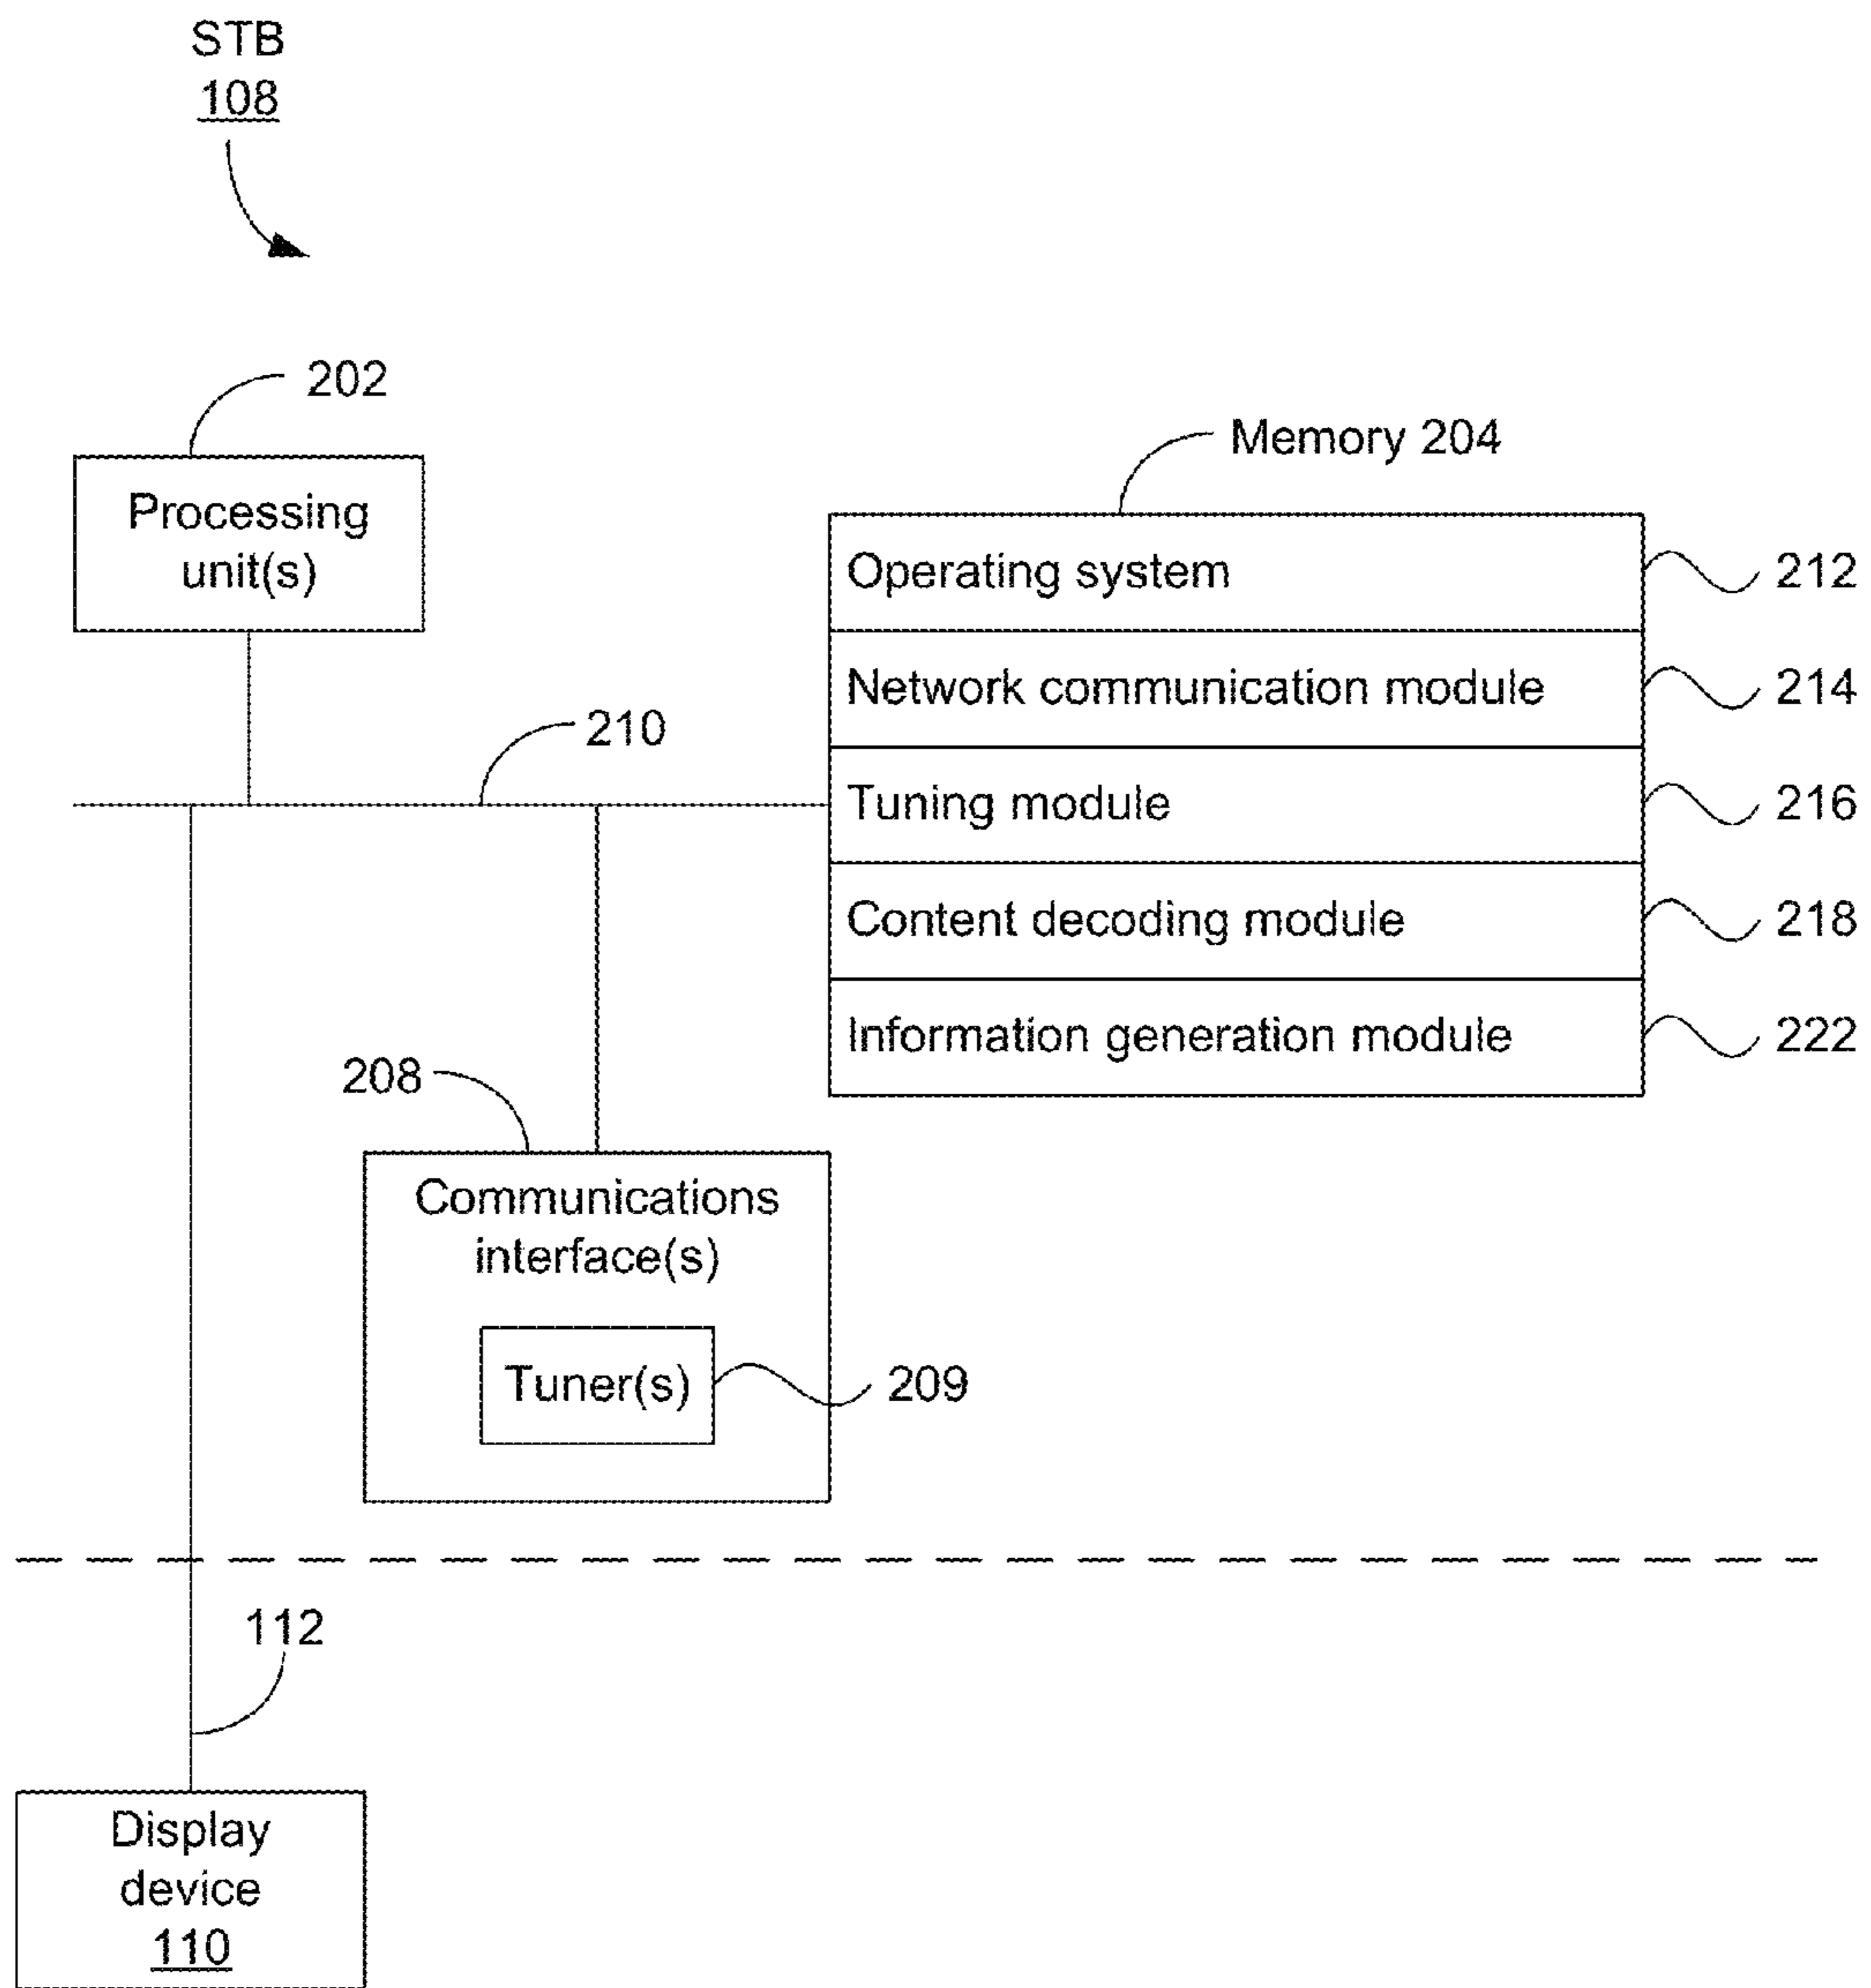 STB
108
202
Processing
unit(s)
Memory 204
Operating system
212
Network communication module
214
210
Tuning module
216
Content decoding module
218
Information generation module
222
208
Communications
interface(s)
Tuner(s)
209
112
Display
device
110